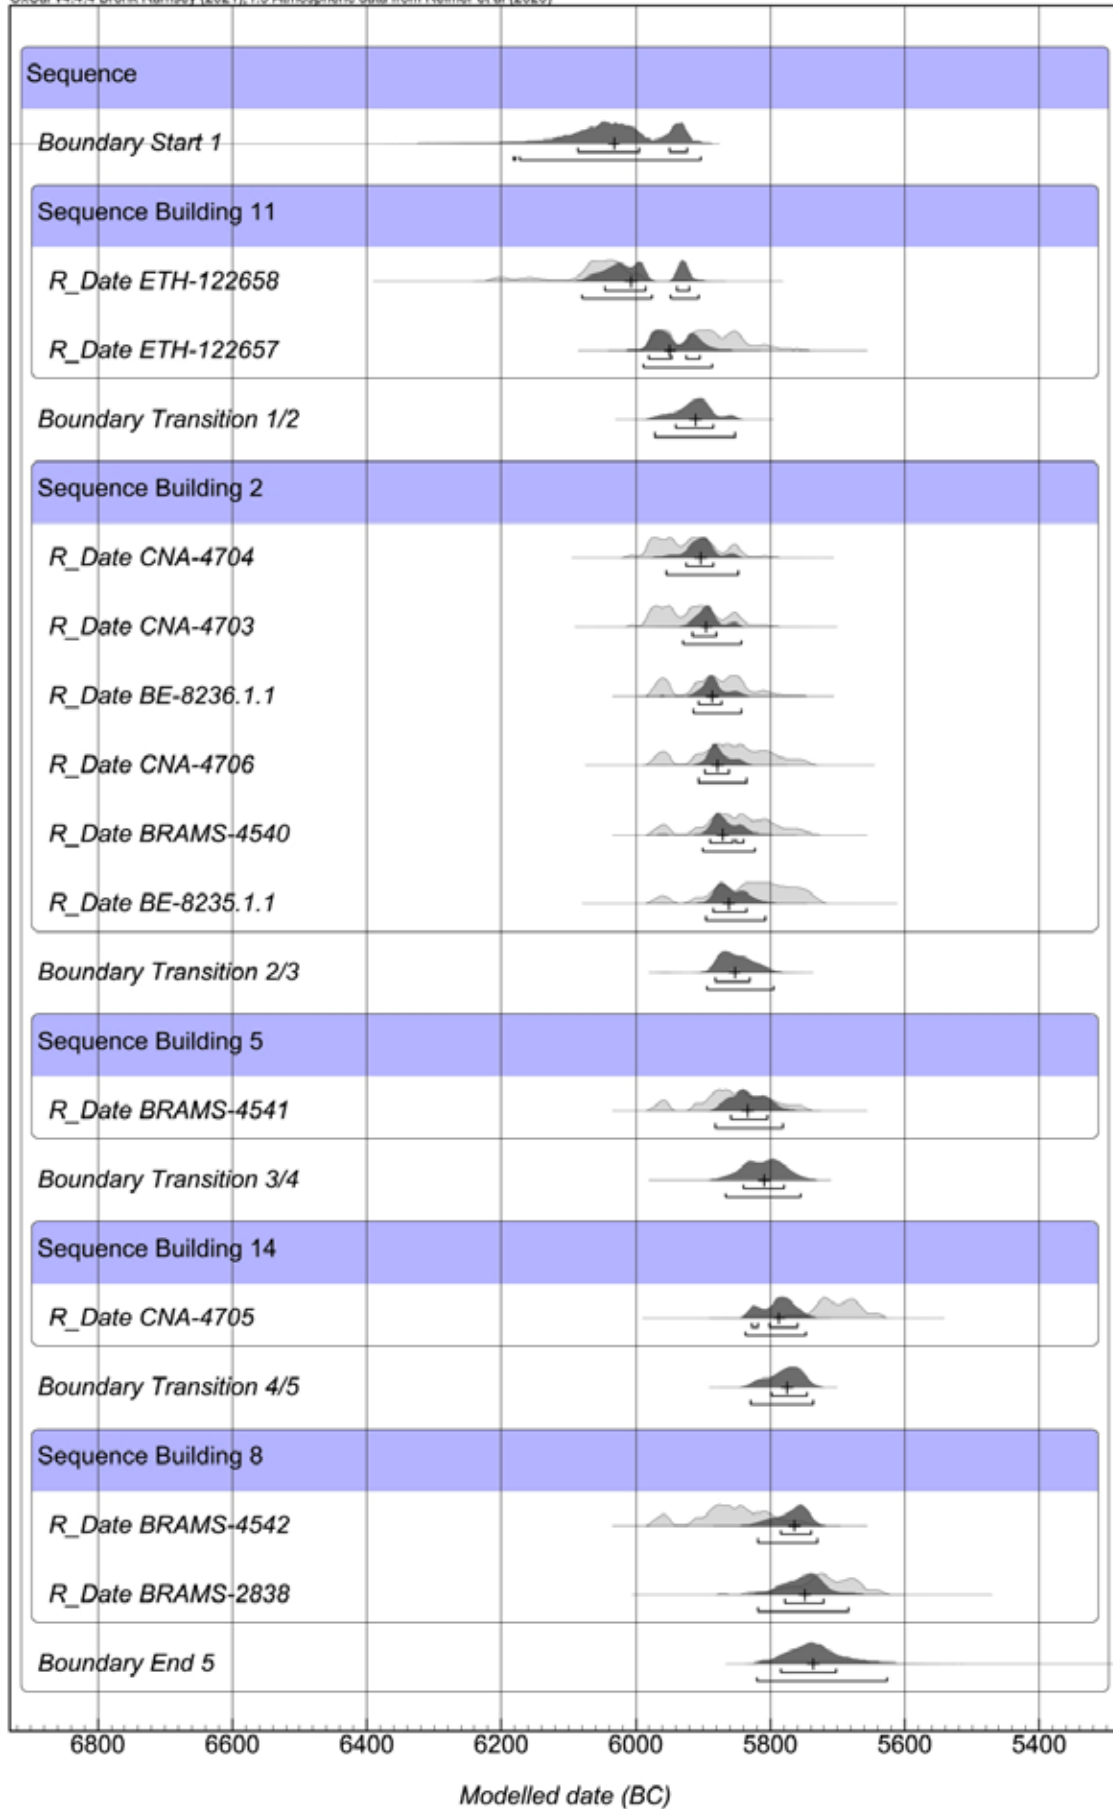 Sequence
Boundary Start 1
Sequence Building 11
R_Date ETH-122658
R_Date ETH-122657
Boundary Transition 1/2
Sequence Building 2
R_Date CNA-4704
R_Date CNA-4703
R_Date BE-8236.1.1
R_Date CNA-4706
R_Date BRAMS-4540
R_Date BE-8235.1.1
Boundary Transition 2/3
Sequence Building 5
R_Date BRAMS-4541
Boundary Transition 3/4
Sequence Building 14
R_Date CNA-4705
Boundary Transition 4/5
Sequence Building 8
R_Date BRAMS-4542
R_Date BRAMS-2838
Boundary End 5
6800 6600 6400 6200 6000 5800 5600 5400
Modelled date (BC)